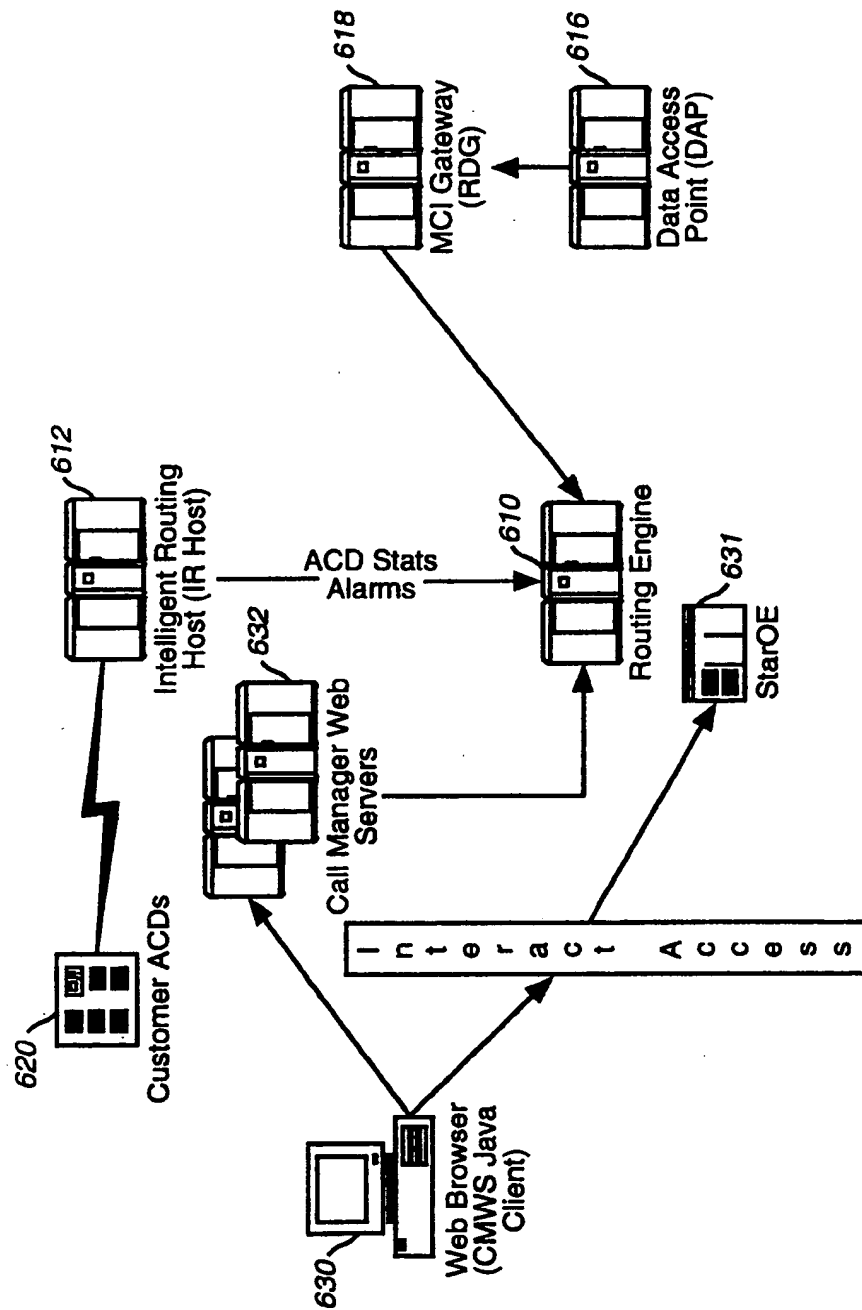 620
Customer ACDs
612
Intelligent Routing
Host (IR Host)
618
MCI Gateway
(RDG)
616
Data Access
Point (DAP)
ACD Stats
Alarms
632
Call Manager Web
Servers
610
Routing Engine
631
StarOE
Interact Access
630
Web Browser
(CMWS Java
Client)